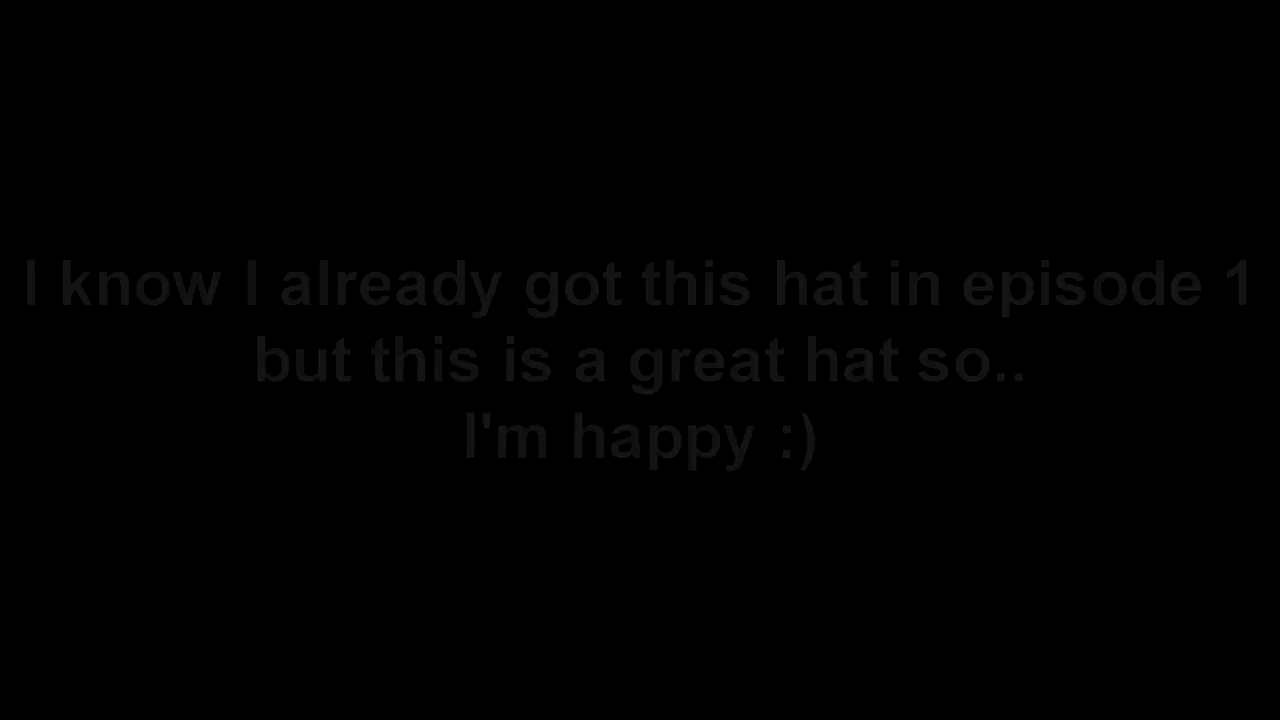 I know I already got this hat in episode 1
but this is a great hat so..
I'm happy :)